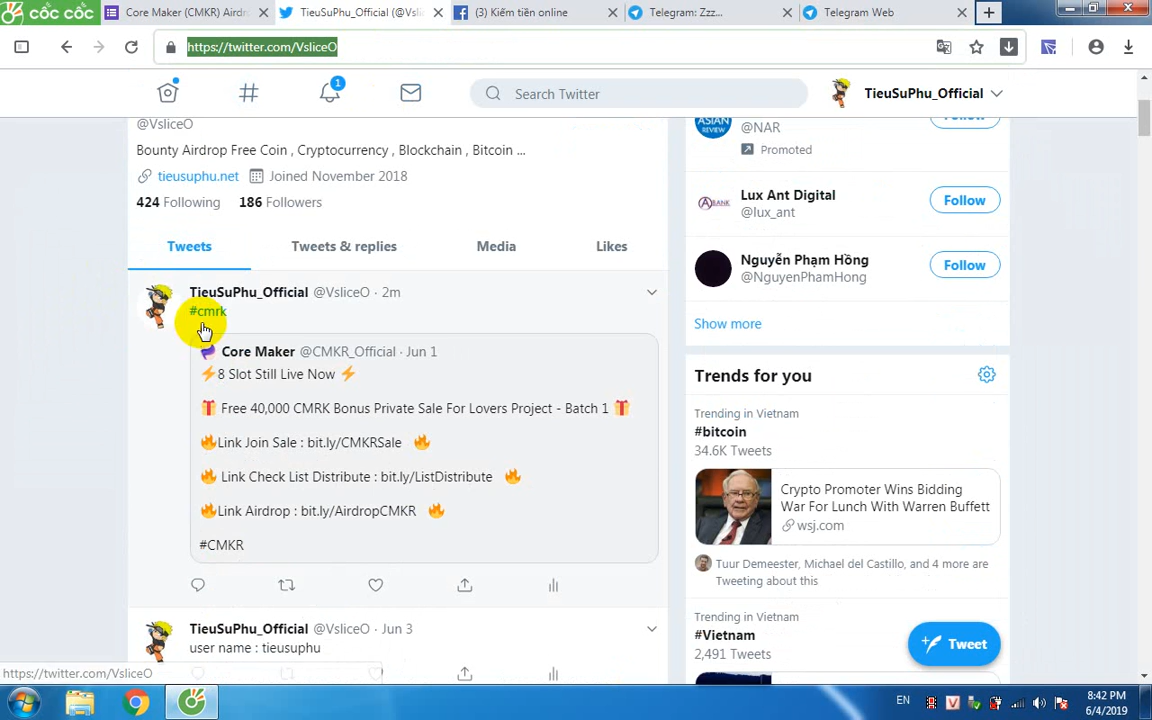 cốc cốc
Core Maker (CMKR) Airdro
TieuSuPhu_Official (@Vsli
(3) Kiếm tiền online
Telegram: Zzz...
Telegram Web
https://twitter.com/VsliceO
1
Search Twitter
TieuSuPhu_Official
@VsliceO
Bounty Airdrop Free Coin , Cryptocurrency , Blockchain , Bitcoin ...
tieusuphu.net Joined November 2018
424 Following 186 Followers
Tweets Tweets & replies Media Likes
TieuSuPhu_Official @VsliceO · 2m
#cmrk
Core Maker @CMKR_Official · Jun 1
⚡8 Slot Still Live Now ⚡
🎁 Free 40,000 CMRK Bonus Private Sale For Lovers Project - Batch 1 🎁
🔥Link Join Sale : bit.ly/CMKRSale 🔥
🔥 Link Check List Distribute : bit.ly/ListDistribute 🔥
🔥Link Airdrop : bit.ly/AirdropCMKR 🔥
#CMKR
TieuSuPhu_Official @VsliceO · Jun 3
user name : tieusuphu
https://twitter.com/VsliceO
ASIAN
REVIEW
@NAR
Follow
Promoted
BANK
Lux Ant Digital
@lux_ant
Follow
Nguyễn Phạm Hồng
@NguyenPhamHong
Follow
Show more
Trends for you
Trending in Vietnam
#bitcoin
34.6K Tweets
Crypto Promoter Wins Bidding
War For Lunch With Warren Buffett
wsj.com
Tuur Demeester, Michael del Castillo, and 4 more are
Tweeting about this
Trending in Vietnam
#Vietnam
2,491 Tweets
Tweet
EN
V
8:42 PM
6/4/2019